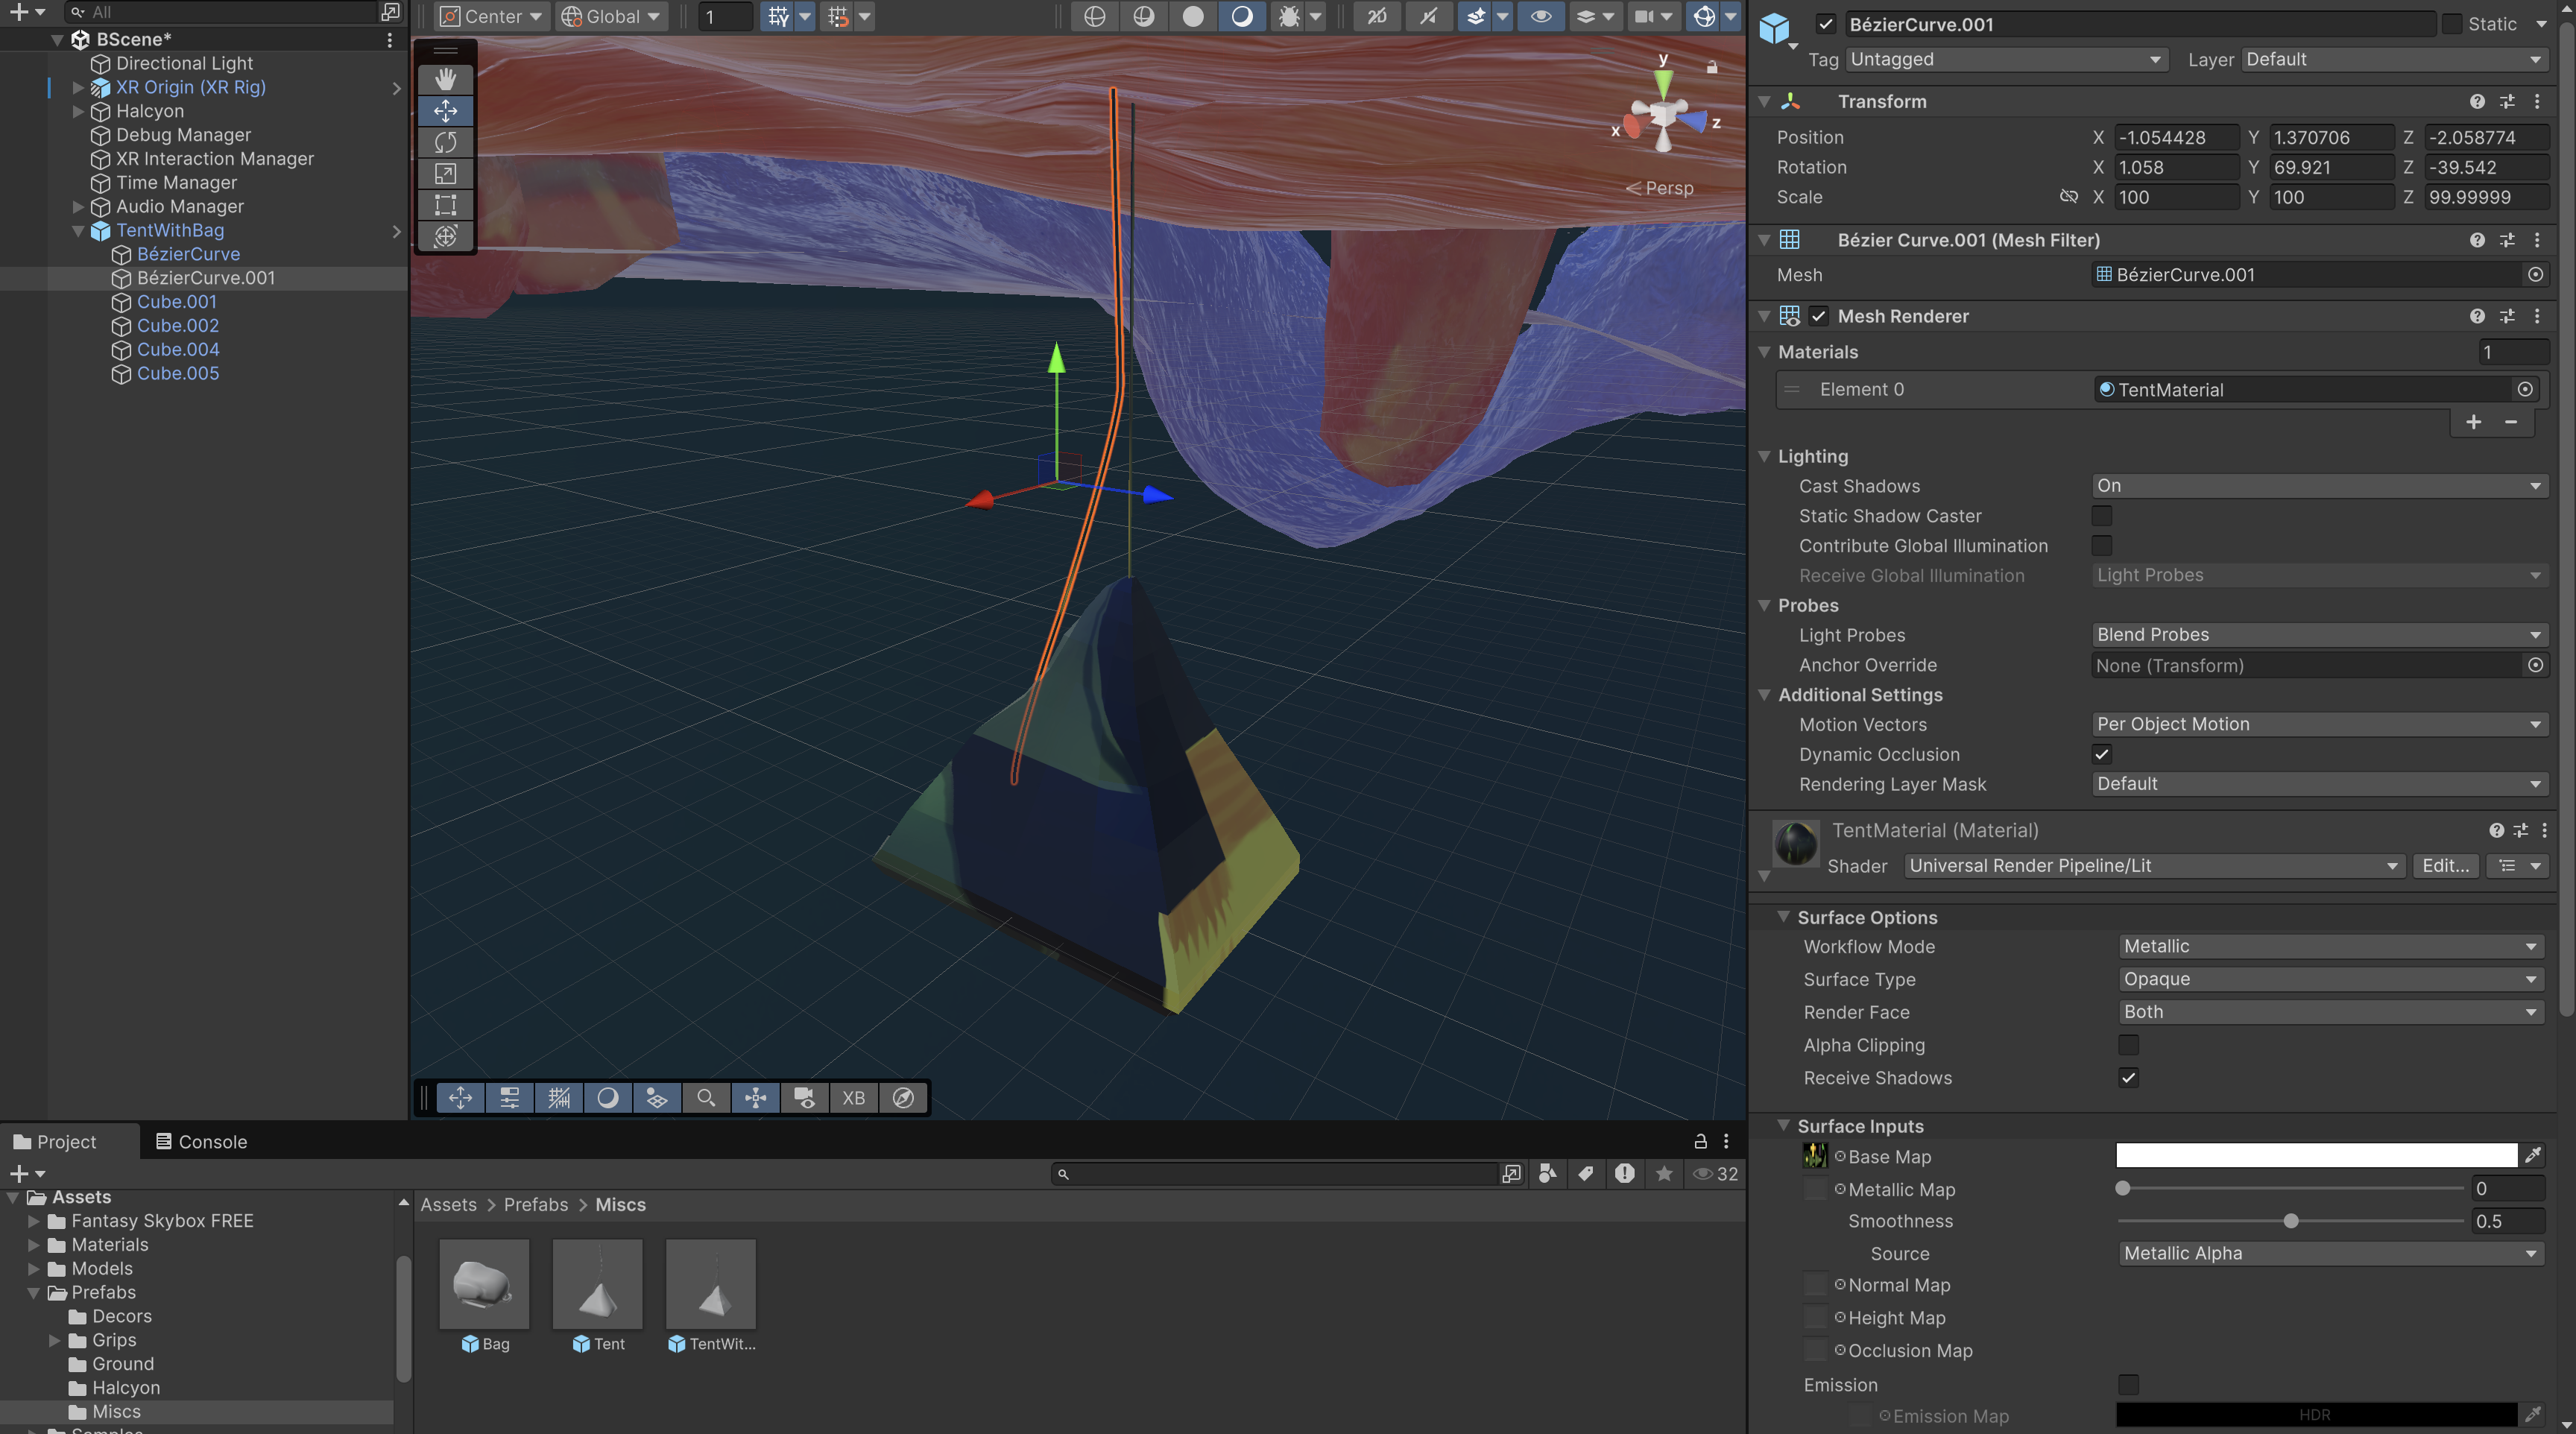 All
BScene*
Directional Light
XR Origin (XR Rig)
Halcyon
Debug Manager
XR Interaction Manager
Time Manager
Audio Manager
TentWithBag
BézierCurve
BézierCurve.001
Cube.001
Cube.002
Cube.004
Cube.005
Center
Global
1
2D
y
x
z
Persp
XB
BézierCurve.001
Static
Tag
Untagged
Layer
Default
Transform
Position X -1.054428 Y 1.370706 Z -2.058774
Rotation X 1.058 Y 69.921 Z -39.542
Scale X 100 Y 100 Z 99.99999
Bézier Curve.001 (Mesh Filter)
Mesh BézierCurve.001
Mesh Renderer
Materials 1
Element 0 TentMaterial
Lighting
Cast Shadows On
Static Shadow Caster
Contribute Global Illumination
Receive Global Illumination Light Probes
Probes
Light Probes Blend Probes
Anchor Override None (Transform)
Additional Settings
Motion Vectors Per Object Motion
Dynamic Occlusion
Rendering Layer Mask Default
TentMaterial (Material)
Shader Universal Render Pipeline/Lit Edit...
Surface Options
Workflow Mode Metallic
Surface Type Opaque
Render Face Both
Alpha Clipping
Receive Shadows
Surface Inputs
Base Map
Metallic Map 0
Smoothness 0.5
Source Metallic Alpha
Normal Map
Height Map
Occlusion Map
Emission
Emission Map HDR
Project
Console
32
Assets
Fantasy Skybox FREE
Materials
Models
Prefabs
Decors
Grips
Ground
Halcyon
Miscs
Assets > Prefabs > Miscs
Bag
Tent
TentWit...